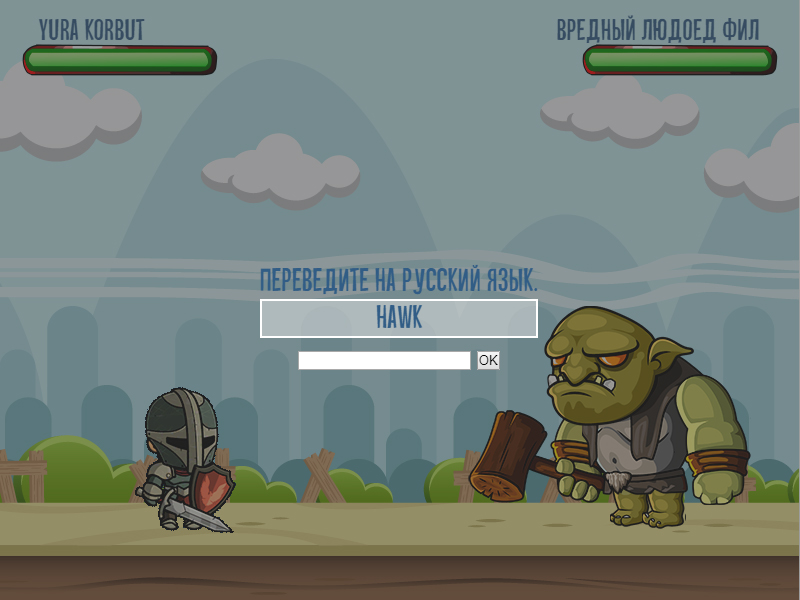 YURA KORBUT
ВРЕДНЫЙ ЛЮДОЕД ФИЛ
ПЕРЕВЕДИТЕ НА РУССКИЙ ЯЗЫК.
HAWK
OK